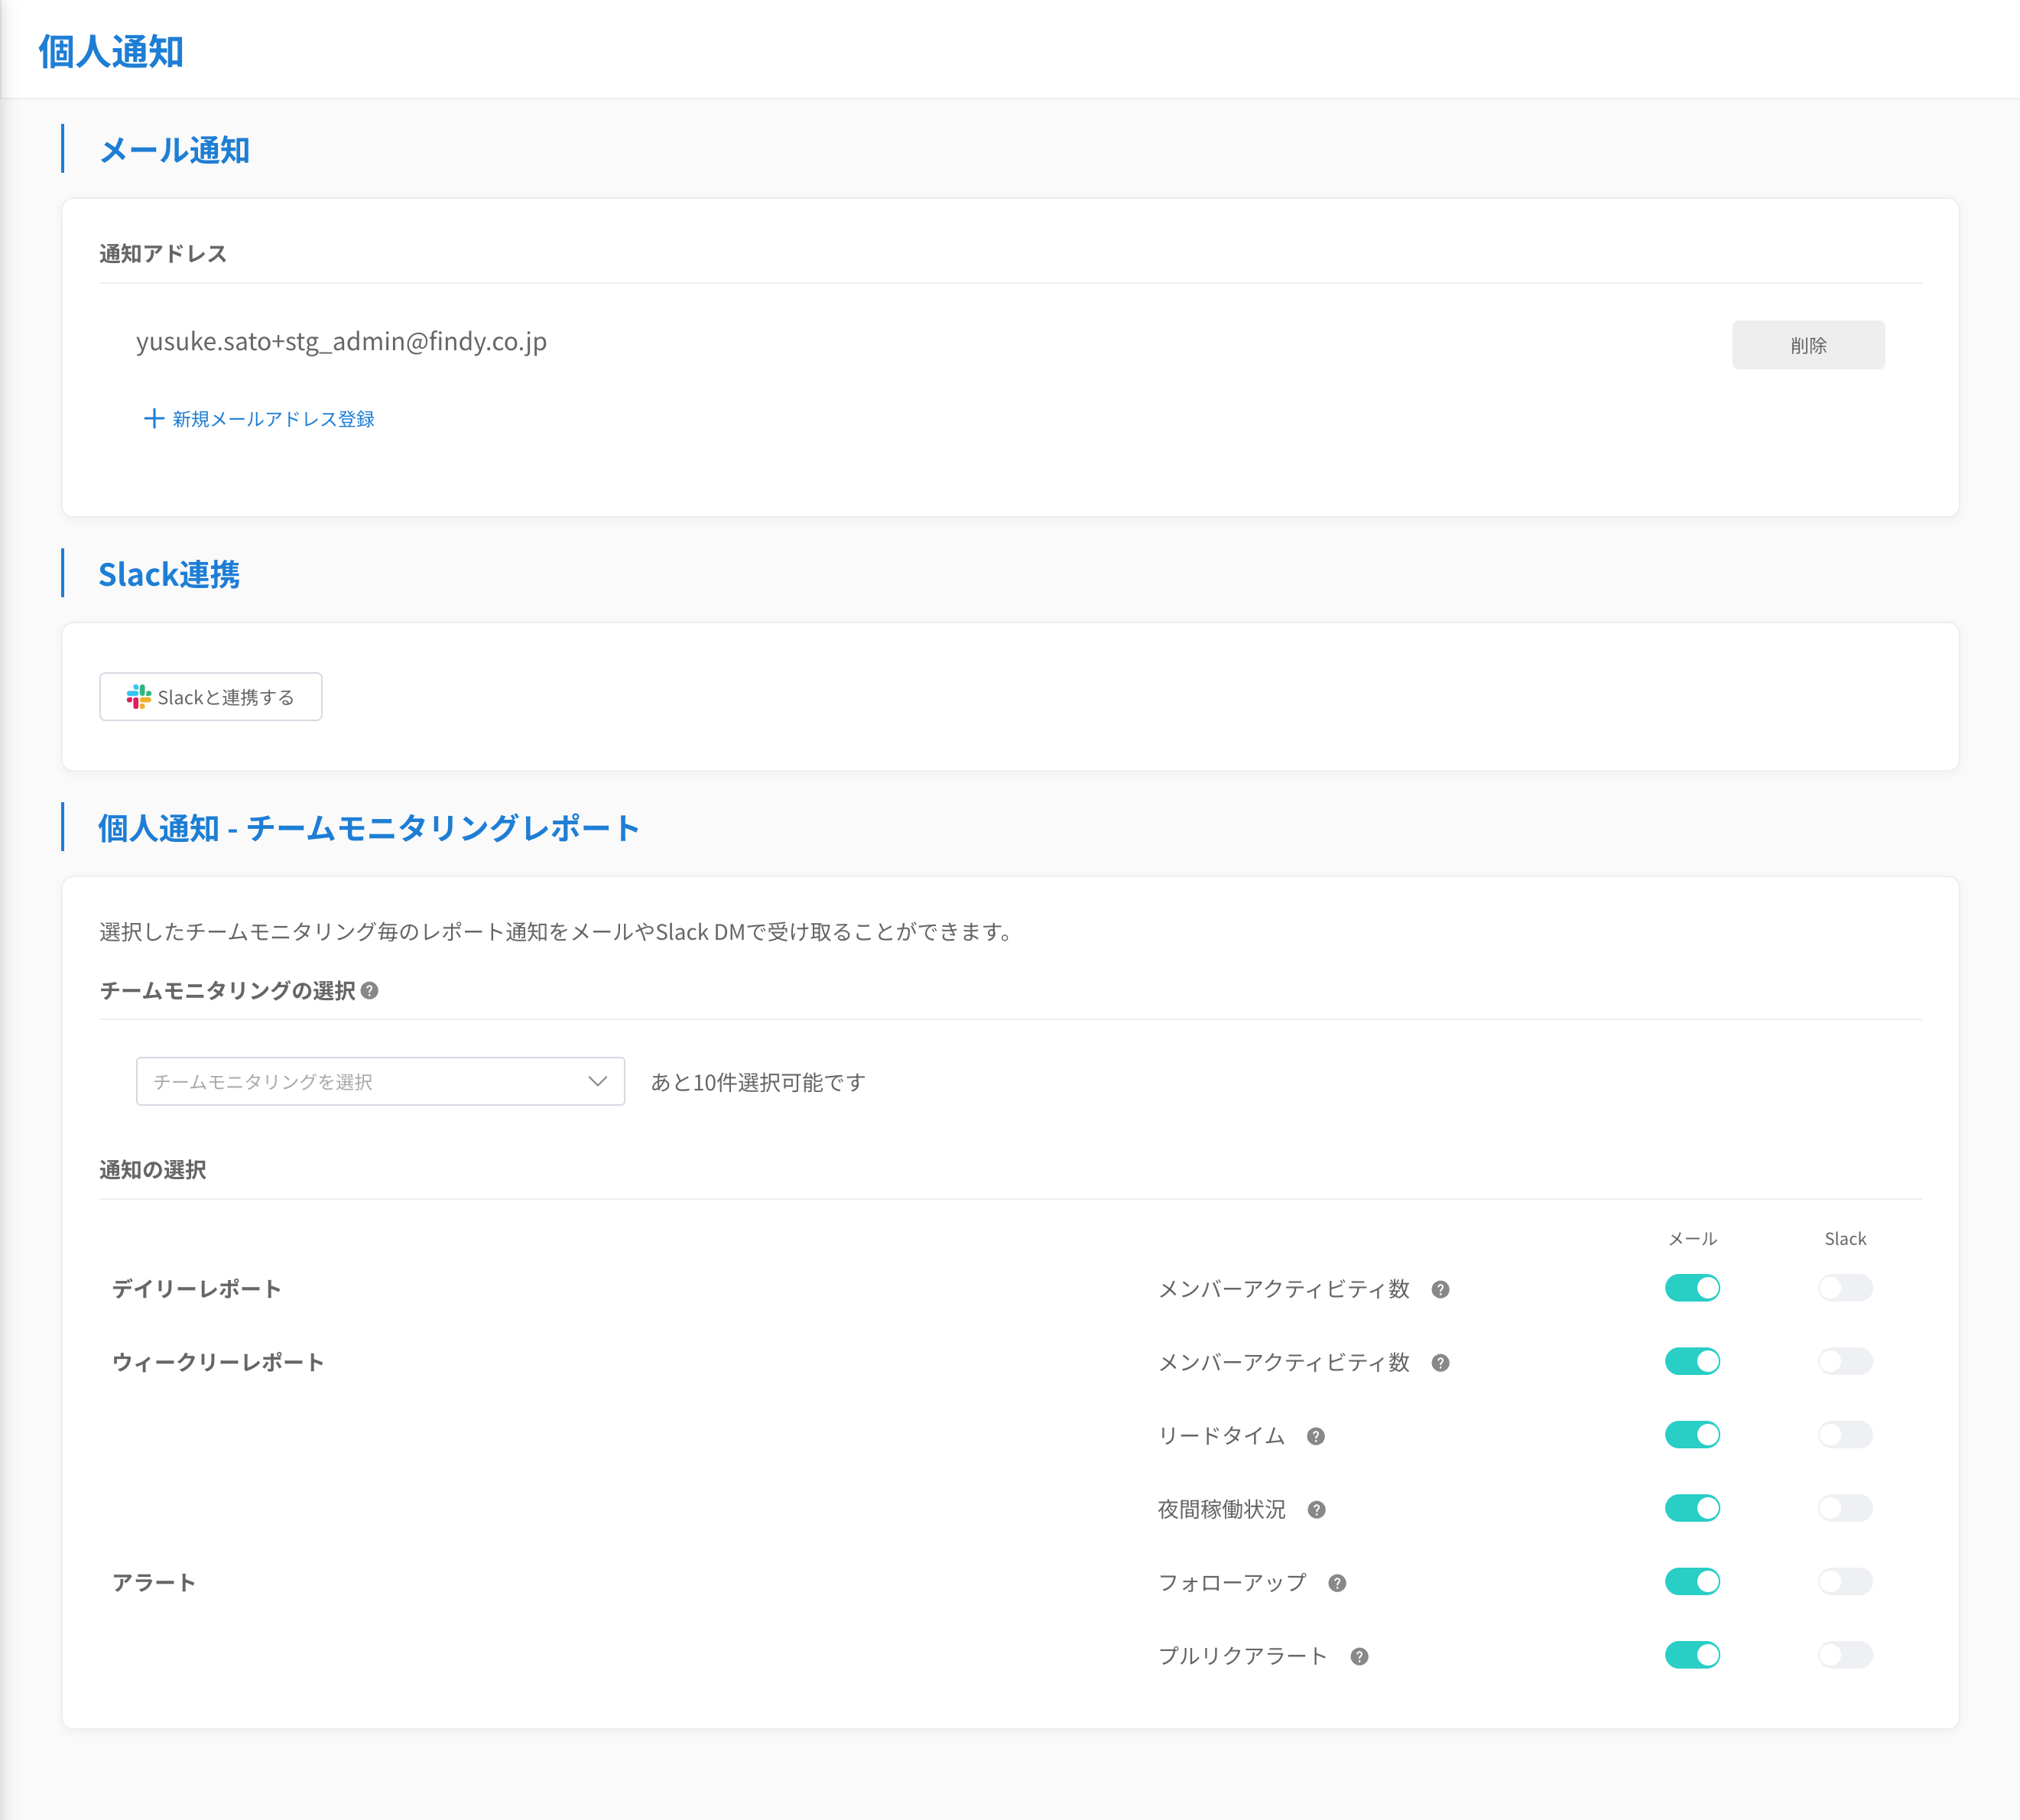 個人通知
メール通知
通知アドレス
yusuke.sato+stg_admin@findy.co.jp
削除
新規メールアドレス登録
Slack連携
Slackと連携する
個人通知 - チームモニタリングレポート
選択したチームモニタリング毎のレポート通知をメールやSlack DMで受け取ることができます。
チームモニタリングの選択
チームモニタリングを選択
あと10件選択可能です
通知の選択
メール Slack
デイリーレポート メンバーアクティビティ数
ウィークリーレポート メンバーアクティビティ数
リードタイム
夜間稼働状況
アラート フォローアップ
プルリクアラート